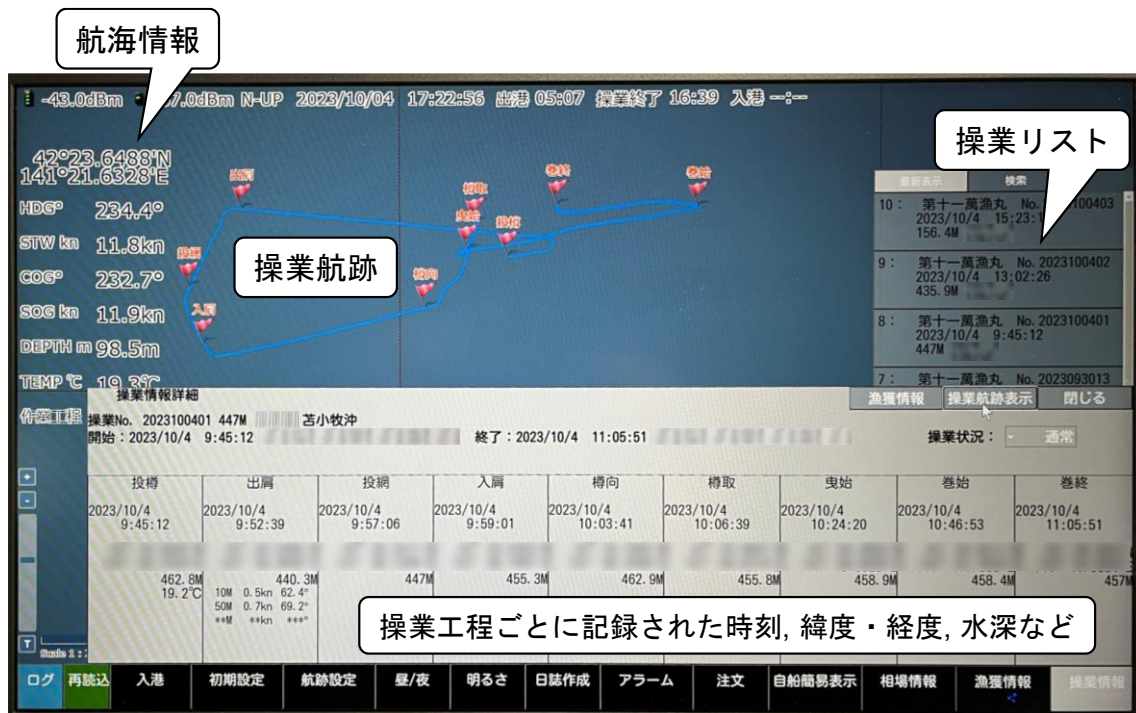 航海情報
-43.0dBm
7.0dBm N-UP 2023/10/04 17:22:56 出港 05:07 操業終了 16:39 入港 --:--
操業リスト
42°23.6488'N
141°21.6328'E
HDG° 234.4°
STW kn 11.8kn
COG° 232.7°
SOG kn 11.9kn
DEPTH m 98.5m
TEMP ℃ 19.3℃
作業工程
出肩
樽取
巻終
巻始
曳始
投樽
投網
樽向
入肩
操業航跡
最新表示 検索
10: 第十一萬漁丸 No. 2023100403
2023/10/4 15:23:1
156.4M
9: 第十一萬漁丸 No. 2023100402
2023/10/4 13:02:26
435.9M
8: 第十一萬漁丸 No. 2023100401
2023/10/4 9:45:12
447M
7: 第十一萬漁丸 No. 2023093013
操業情報詳細
漁獲情報 操業航跡表示 閉じる
操業No. 2023100401 447M 苫小牧沖
開始:2023/10/4 9:45:12 終了:2023/10/4 11:05:51 操業状況: 通常
投樽 出肩 投網 入肩 樽向 樽取 曳始 巻始 巻終
2023/10/4 2023/10/4 2023/10/4 2023/10/4 2023/10/4 2023/10/4 2023/10/4 2023/10/4 2023/10/4
9:45:12 9:52:39 9:57:06 9:59:01 10:03:41 10:06:39 10:24:20 10:46:53 11:05:51
462.8M 440.3M 447M 455.3M 462.9M 455.8M 458.9M 458.4M 457M
19.2℃ 10M 0.5kn 62.4°
50M 0.7kn 69.2°
**M **kn ***°
操業工程ごとに記録された時刻, 緯度・経度, 水深など
+
-
T Scale 1:
ログ 再読込 入港 初期設定 航跡設定 昼/夜 明るさ 日誌作成 アラーム 注文 自船簡易表示 相場情報 漁獲情報 操業情報